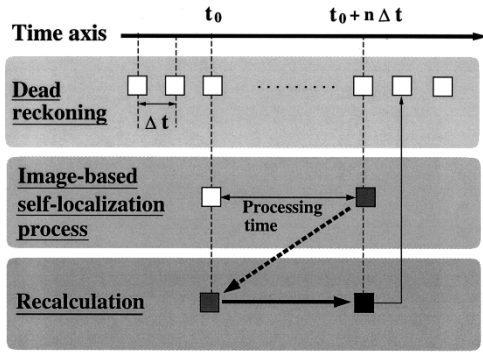 t₀
t₀ + n Δ t
Time axis
Dead
reckoning
Δ t
Image-based
self-localization
process
Processing
time
Recalculation